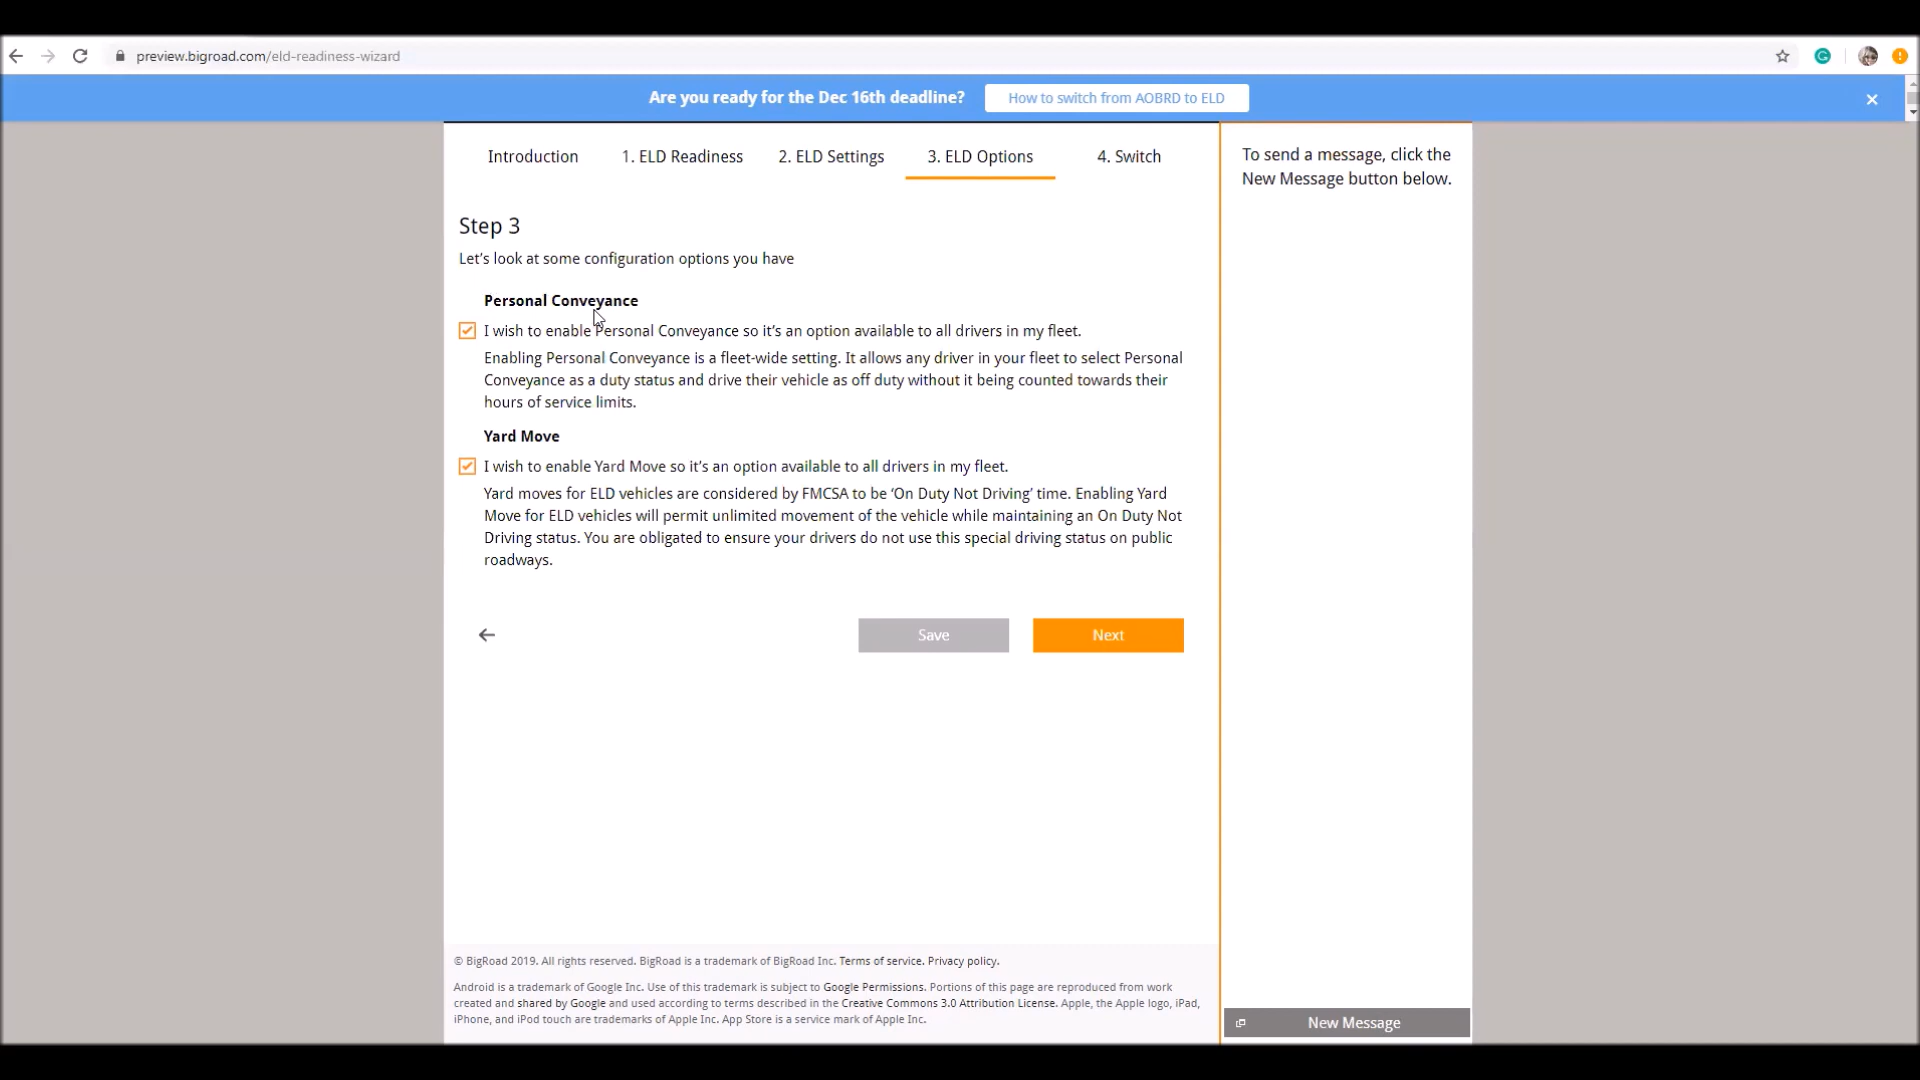 preview.bigroad.com/eld-readiness-wizard
Are you ready for the Dec 16th deadline?
How to switch from AOBRD to ELD
Introduction
1. ELD Readiness
2. ELD Settings
3. ELD Options
4. Switch
Step 3
Let's look at some configuration options you have
Personal Conveyance
I wish to enable Personal Conveyance so it's an option available to all drivers in my fleet.
Enabling Personal Conveyance is a fleet-wide setting. It allows any driver in your fleet to select Personal
Conveyance as a duty status and drive their vehicle as off duty without it being counted towards their
hours of service limits.
Yard Move
I wish to enable Yard Move so it's an option available to all drivers in my fleet.
Yard moves for ELD vehicles are considered by FMCSA to be ‘On Duty Not Driving’ time. Enabling Yard
Move for ELD vehicles will permit unlimited movement of the vehicle while maintaining an On Duty Not
Driving status. You are obligated to ensure your drivers do not use this special driving status on public
roadways.
Save
Next
To send a message, click the
New Message button below.
New Message
© BigRoad 2019. All rights reserved. BigRoad is a trademark of BigRoad Inc. Terms of service. Privacy policy.
Android is a trademark of Google Inc. Use of this trademark is subject to Google Permissions. Portions of this page are reproduced from work
created and shared by Google and used according to terms described in the Creative Commons 3.0 Attribution License. Apple, the Apple logo, iPad,
iPhone, and iPod touch are trademarks of Apple Inc. App Store is a service mark of Apple Inc.